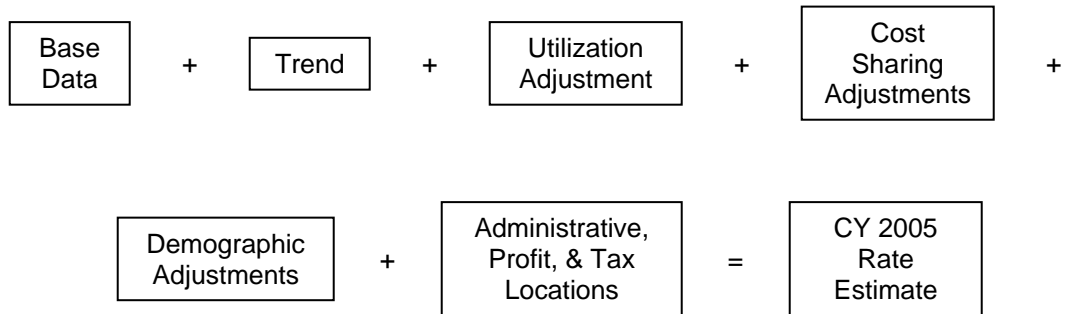 Base
Data
+
Trend
+
Utilization
Adjustment
+
Cost
Sharing
Adjustments
+
Demographic
Adjustments
+
Administrative,
Profit, & Tax
Locations
=
CY 2005
Rate
Estimate